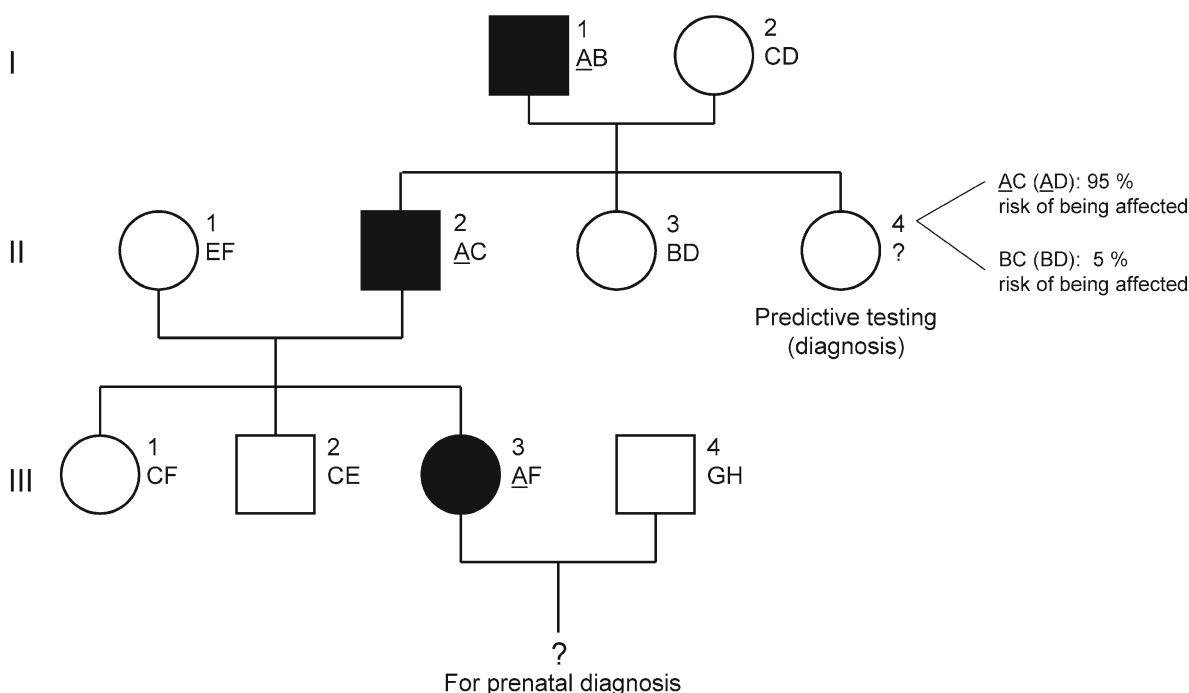 I
1
AB
2
CD
II
1
EF
2
AC
3
BD
4
?
AC (AD): 95 %
risk of being affected
BC (BD): 5 %
risk of being affected
Predictive testing
(diagnosis)
III
1
CF
2
CE
3
AF
4
GH
?
For prenatal diagnosis